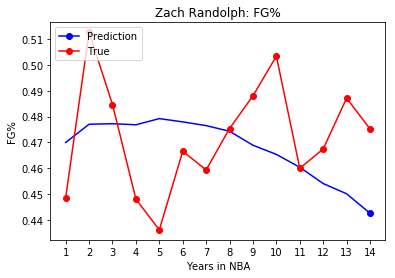 Zach Randolph: FG%
Prediction
True
0.51
0.50
0.49
0.48
0.47
0.46
0.45
0.44
FG%
1 2 3 4 5 6 7 8 9 10 11 12 13 14
Years in NBA